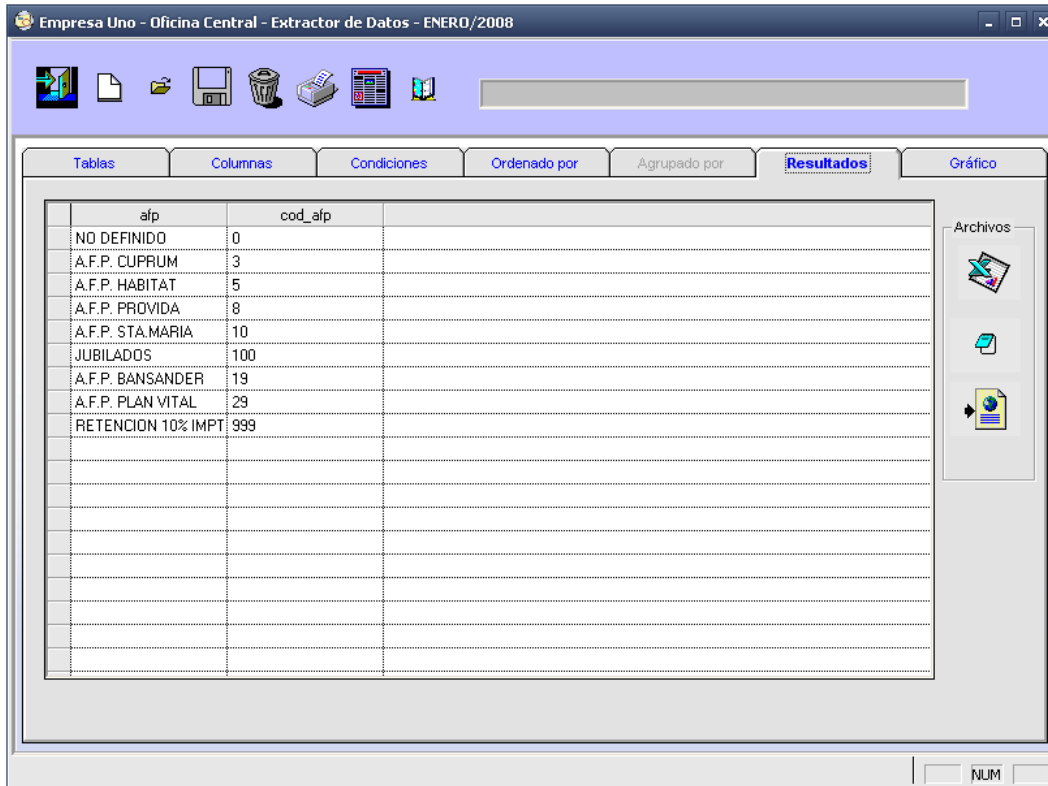 Empresa Uno - Oficina Central - Extractor de Datos - ENERO/2008
Tablas Columnas Condiciones Ordenado por Agrupado por Resultados Gráfico
afp cod_afp
NO DEFINIDO 0
A.F.P. CUPRUM 3
A.F.P. HABITAT 5
A.F.P. PROVIDA 8
A.F.P. STA.MARIA 10
JUBILADOS 100
A.F.P. BANSANDER 19
A.F.P. PLAN VITAL 29
RETENCION 10% IMPT 999
Archivos
NUM